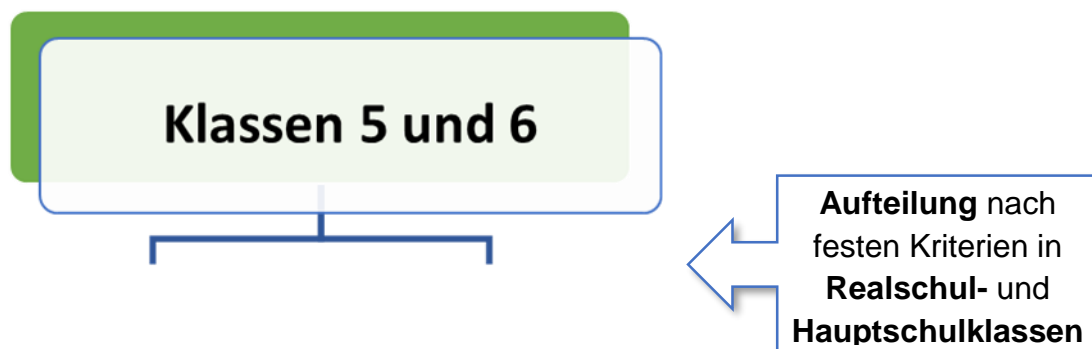 Klassen 5 und 6
Aufteilung nach
festen Kriterien in
Realschul- und
Hauptschulklassen